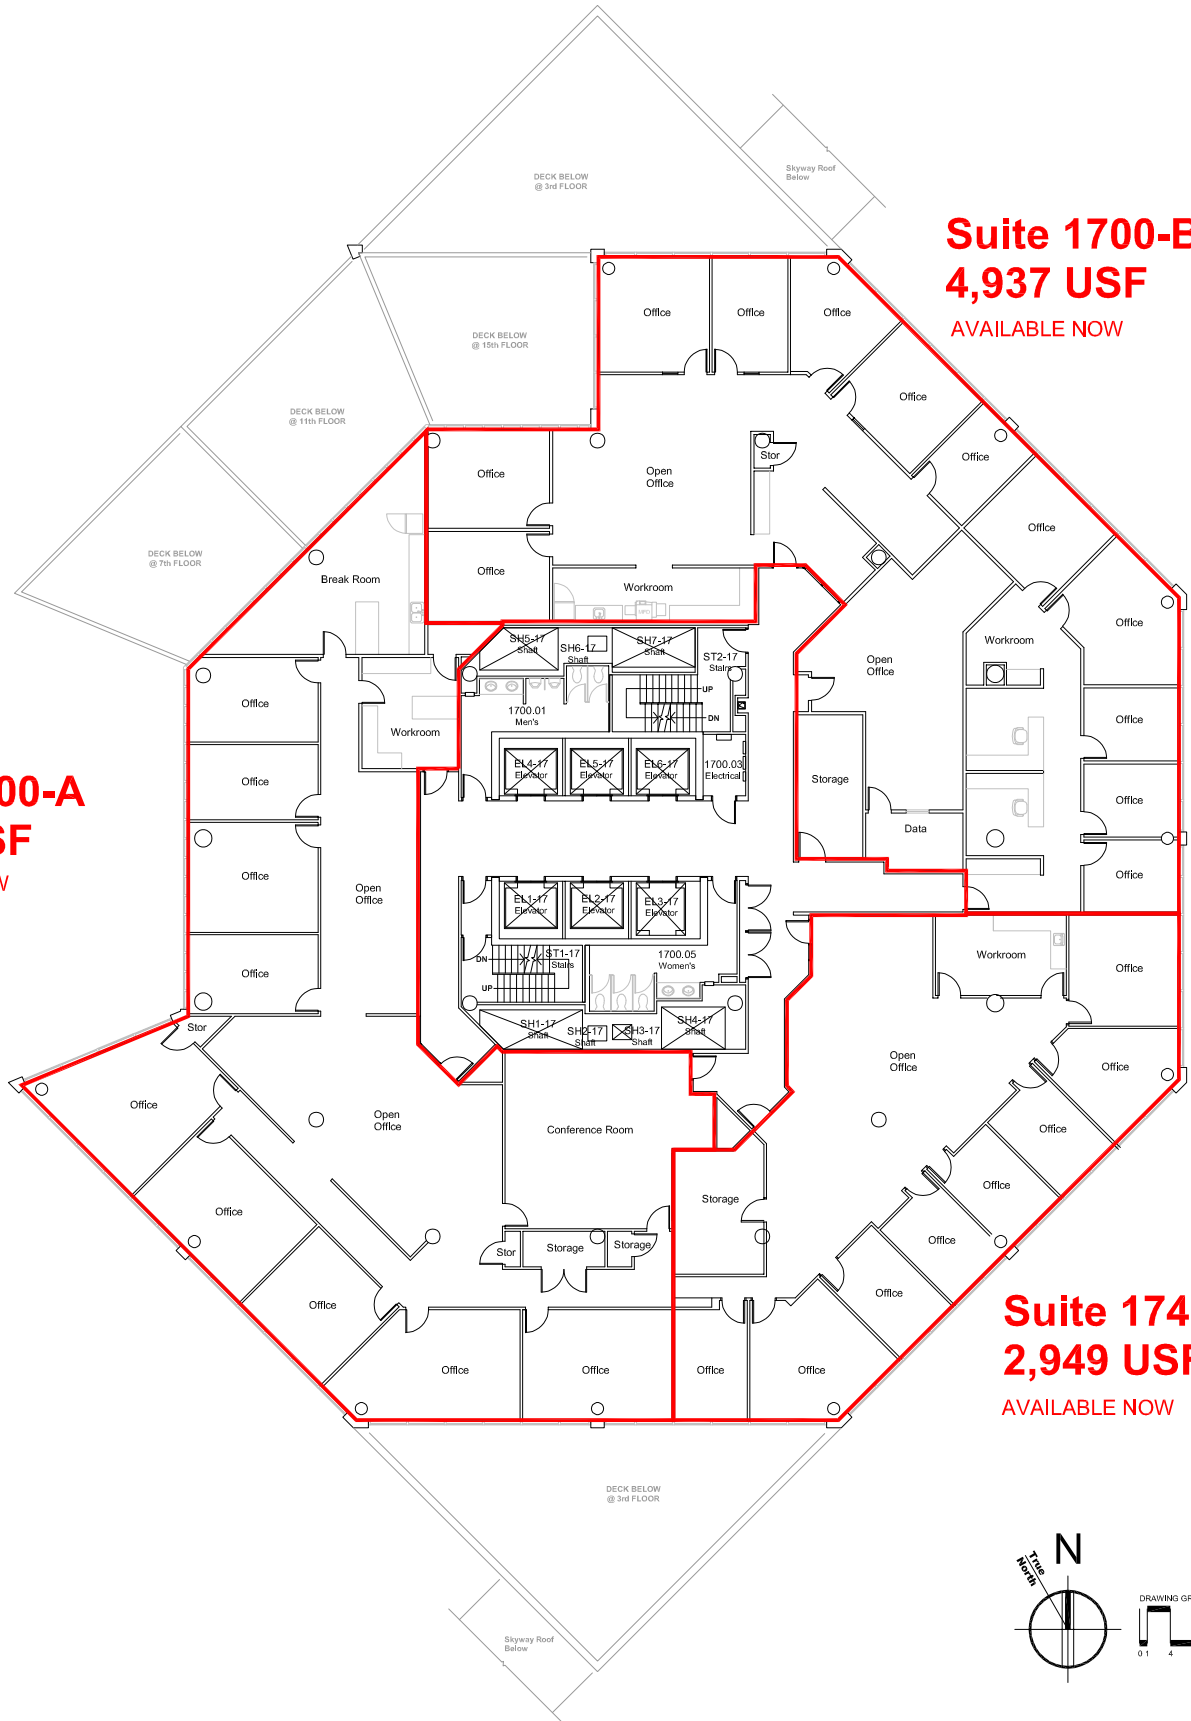 DECK BELOW
@ 3rd FLOOR
Skyway Roof
Below
Suite 1700-B
4,937 USF
AVAILABLE NOW
Office
Office
Office
DECK BELOW
@ 15th FLOOR
Office
DECK BELOW
@ 11th FLOOR
Office
Stor
Office
Open
Office
Office
DECK BELOW
@ 7th FLOOR
Break Room
Office
Workroom
Office
SH5-17
Shaft
SH6-17
Shaft
SH7-17
Shaft
ST2-17
Stairs
Open
Office
Workroom
UP
DN
Office
1700.01
Men's
Workroom
Office
EL4-17
Elevator
EL5-17
Elevator
EL6-17
Elevator
1700.03
Electrical
Storage
Office
Office
00-A
SF
W
Data
Office
Open
Office
Office
EL1-17
Elevator
EL2-17
Elevator
EL3-17
Elevator
Office
DN
ST1-17
Stairs
UP
1700.05
Women's
Workroom
Office
Stor
SH1-17
Shaft
SH2-17
Shaft
SH3-17
Shaft
SH4-17
Shaft
Open
Office
Office
Office
Open
Office
Conference Room
Office
Office
Storage
Office
Office
Stor
Storage
Storage
Office
Office
Suite 174
2,949 USF
AVAILABLE NOW
Office
Office
Office
Office
DECK BELOW
@ 3rd FLOOR
Skyway Roof
Below
True
North
N
DRAWING GR
0 1 4